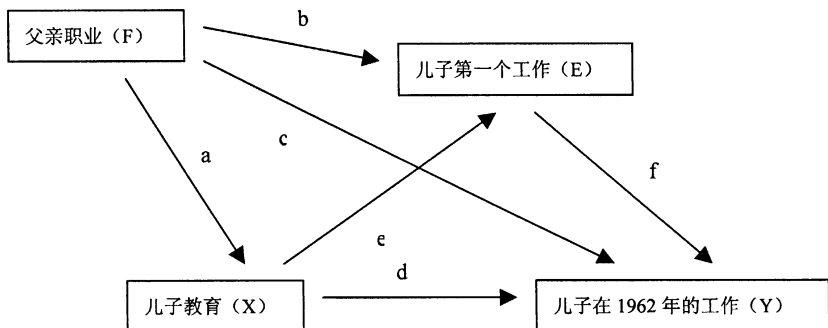 父亲职业（F）
b
儿子第一个工作（E）
a
c
f
e
d
儿子教育（X）
儿子在 1962 年的工作（Y）